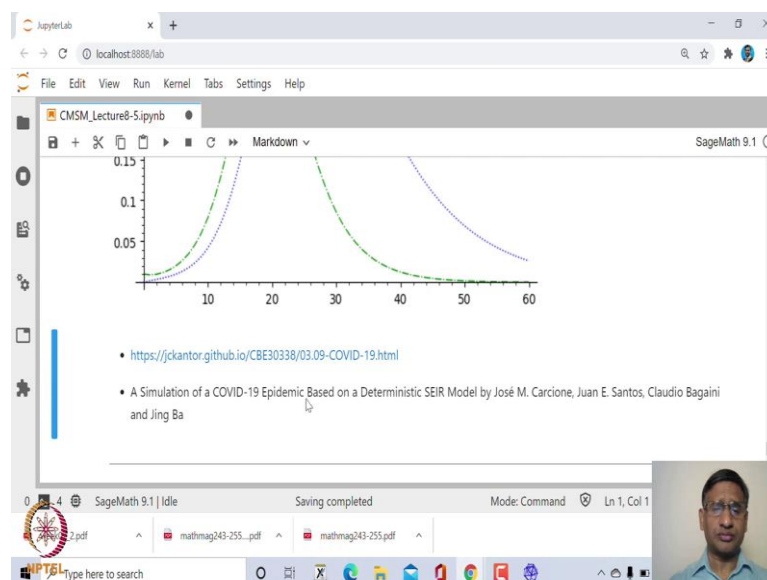 JupyterLab
localhost:8888/lab
File Edit View Run Kernel Tabs Settings Help
CMSM_Lecture8-5.ipynb
Markdown
SageMath 9.1
0.15
0.1
0.05
10 20 30 40 50 60
https://jckantor.github.io/CBE30338/03.09-COVID-19.html
A Simulation of a COVID-19 Epidemic Based on a Deterministic SEIR Model by José M. Carcione, Juan E. Santos, Claudio Bagaini
and Jing Ba
0 4 SageMath 9.1 | Idle Saving completed Mode: Command Ln 1, Col 1
2.pdf mathmag243-255....pdf mathmag243-255.pdf
NPTEL Type here to search